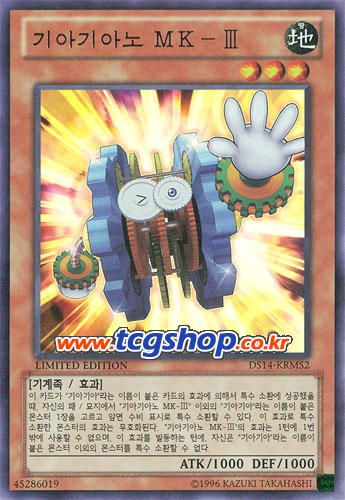 기아기아노 MK－Ⅲ
땅
地
www.tcgshop.co.kr
LIMITED EDITION
DS14-KRMS2
[기계족 / 효과]
이 카드가 "기아기아"라는 이름이 붙은 카드의 효과에 의해서 특수 소환에 성공했을
때, 자신의 패 / 묘지에서 "기아기아노 MK-Ⅲ" 이외의 "기아기아"라는 이름이 붙은
몬스터 1장을 고르고 앞면 수비 표시로 특수 소환할 수 있다. 이 효과로 특수
소환한 몬스터의 효과는 무효화된다. "기아기아노 MK-Ⅲ"의 효과는 1턴에 1번
밖에 사용할 수 없으며, 이 효과를 발동하는 턴에, 자신은 "기아기아"라는 이름이
붙은 몬스터 이외의 몬스터를 특수 소환할 수 없다.
ATK/1000 DEF/1000
45286019
©1996 KAZUKI TAKAHASHI